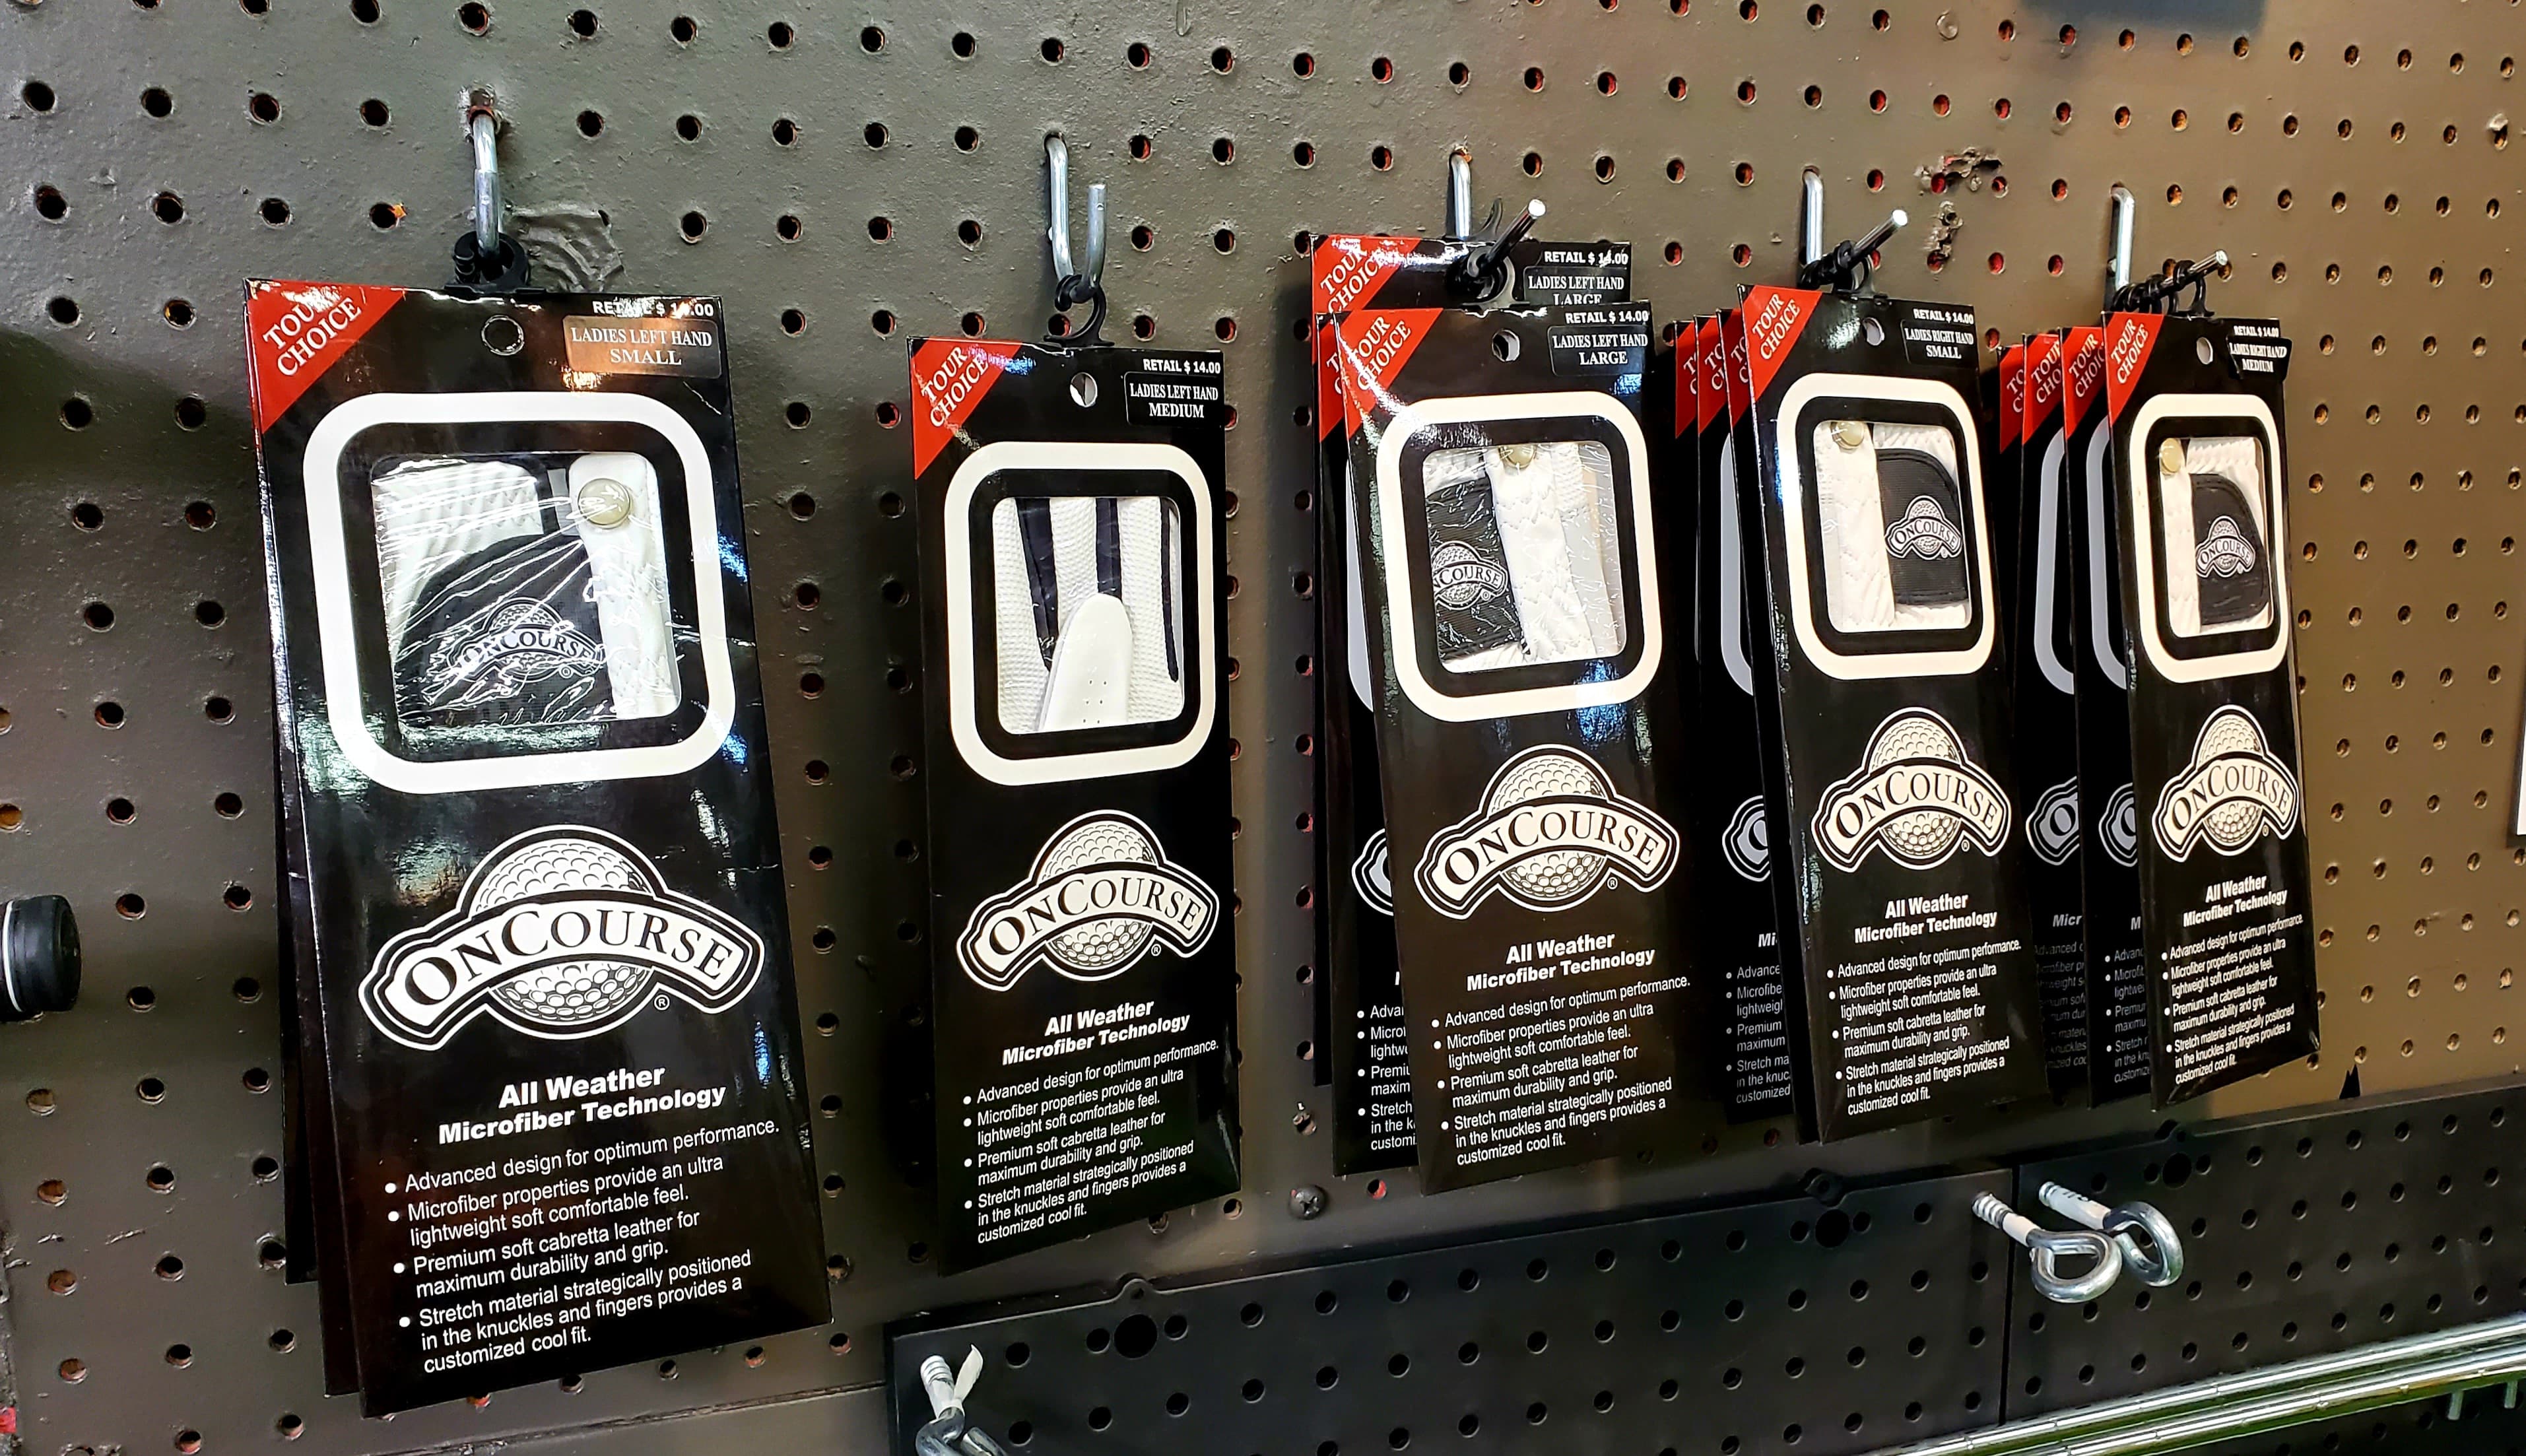 TOUR
CHOICE
RETAIL $ 14.00
LADIES LEFT HAND
SMALL
ONCOURSE
ONCOURSE
®
All Weather
Microfiber Technology
• Advanced design for optimum performance.
• Microfiber properties provide an ultra
lightweight soft comfortable feel.
• Premium soft cabretta leather for
maximum durability and grip.
• Stretch material strategically positioned
in the knuckles and fingers provides a
customized cool fit.
TOUR
CHOICE
RETAIL $ 14.00
LADIES LEFT HAND
MEDIUM
ONCOURSE
®
All Weather
Microfiber Technology
• Advanced design for optimum performance.
• Microfiber properties provide an ultra
lightweight soft comfortable feel.
• Premium soft cabretta leather for
maximum durability and grip.
• Stretch material strategically positioned
in the knuckles and fingers provides a
customized cool fit.
TOUR
CHOICE
RETAIL $ 14.00
LADIES LEFT HAND
LARGE
TOUR
CHOICE
RETAIL $ 14.00
LADIES LEFT HAND
LARGE
COURSE
ONCOURSE
®
All Weather
Microfiber Technology
• Advanced design for optimum performance.
• Microfiber properties provide an ultra
lightweight soft comfortable feel.
• Premium soft cabretta leather for
maximum durability and grip.
• Stretch material strategically positioned
in the knuckles and fingers provides a
customized cool fit.
TOUR
CHOICE
RETAIL $ 14.00
LADIES RIGHT HAND
SMALL
ONCOURSE
ONCOURSE
®
All Weather
Microfiber Technology
• Advanced design for optimum performance.
• Microfiber properties provide an ultra
lightweight soft comfortable feel.
• Premium soft cabretta leather for
maximum durability and grip.
• Stretch material strategically positioned
in the knuckles and fingers provides a
customized cool fit.
TOUR
CHOICE
RETAIL $ 14.00
LADIES RIGHT HAND
MEDIUM
ONCOURSE
ONCOURSE
®
All Weather
Microfiber Technology
• Advanced design for optimum performance.
• Microfiber properties provide an ultra
lightweight soft comfortable feel.
• Premium soft cabretta leather for
maximum durability and grip.
• Stretch material strategically positioned
in the knuckles and fingers provides a
customized cool fit.